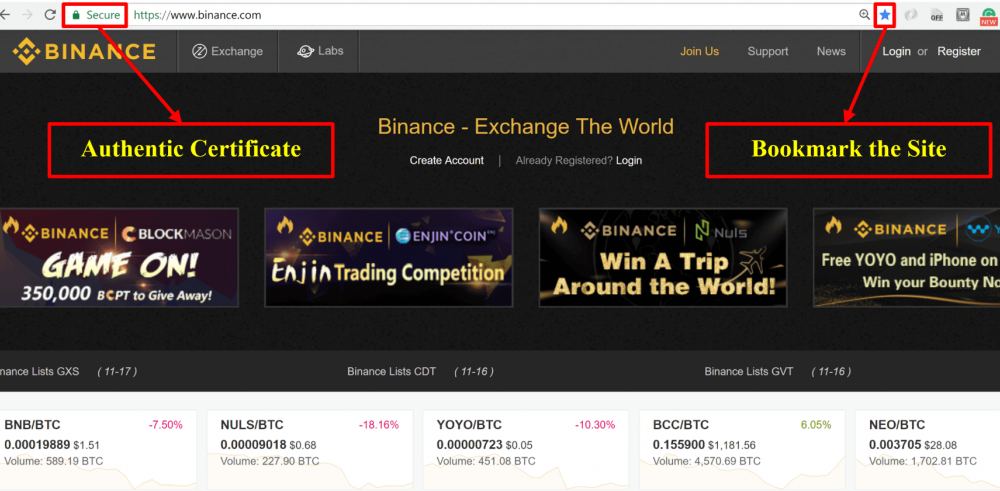 Secure https://www.binance.com
OFF
NEW
BINANCE Exchange Labs Join Us Support News Login or Register
Authentic Certificate
Bookmark the Site
Binance - Exchange The World
Create Account | Already Registered? Login
BINANCE | BLOCKMASON
GAME ON!
350,000 BCPT to Give Away!
BINANCE | ENJIN COIN
Enjin Trading Competition
BINANCE | Nuls
Win A Trip
Around the World!
BINANCE | Y
Free YOYO and iPhone on
Win your Bounty No
nance Lists GXS ( 11-17 ) Binance Lists CDT ( 11-16 ) Binance Lists GVT ( 11-16 )
BNB/BTC -7.50%
0.00019889 $1.51
Volume: 589.19 BTC
NULS/BTC -18.16%
0.00009018 $0.68
Volume: 227.90 BTC
YOYO/BTC -10.30%
0.00000723 $0.05
Volume: 451.08 BTC
BCC/BTC 6.05%
0.155900 $1,181.56
Volume: 4,570.69 BTC
NEO/BTC
0.003705 $28.08
Volume: 1,702.81 BTC